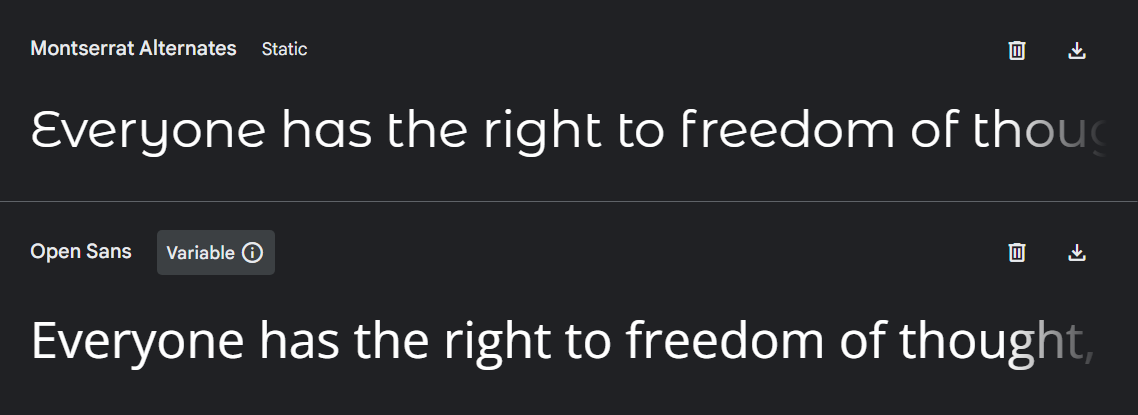 Montserrat Alternates Static
Everyone has the right to freedom of thoug
Open Sans Variable
Everyone has the right to freedom of thought,